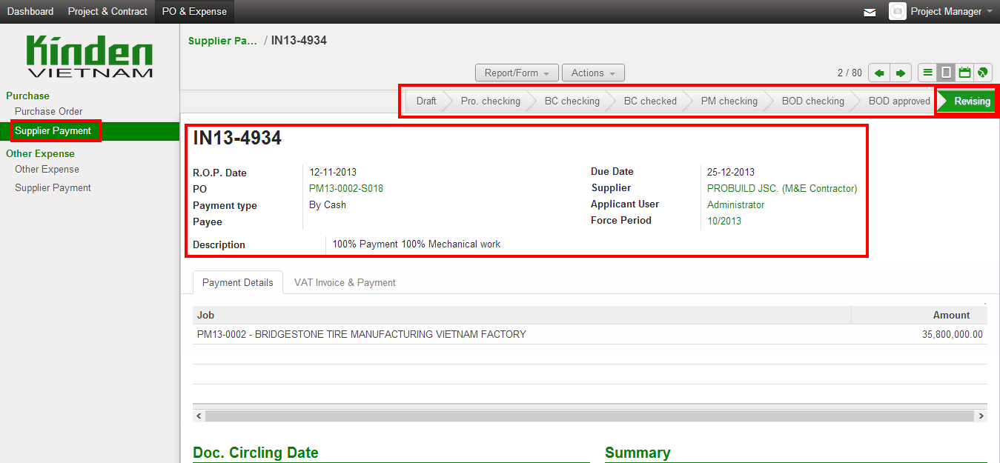 Dashboard Project & Contract PO & Expense Project Manager
Kinden
VIETNAM
Supplier Pa... / IN13-4934
Report/Form Actions 2 / 80
Purchase
Purchase Order
Supplier Payment
Other Expense
Other Expense
Supplier Payment
Draft Pro. checking BC checking BC checked PM checking BOD checking BOD approved Revising
IN13-4934
R.O.P. Date 12-11-2013 Due Date 25-12-2013
PO PM13-0002-S018 Supplier PROBUILD JSC. (M&E Contractor)
Payment type By Cash Applicant User Administrator
Payee Force Period 10/2013
Description 100% Payment 100% Mechanical work
Payment Details VAT Invoice & Payment
Job Amount
PM13-0002 - BRIDGESTONE TIRE MANUFACTURING VIETNAM FACTORY 35,800,000.00
Doc. Circling Date Summary